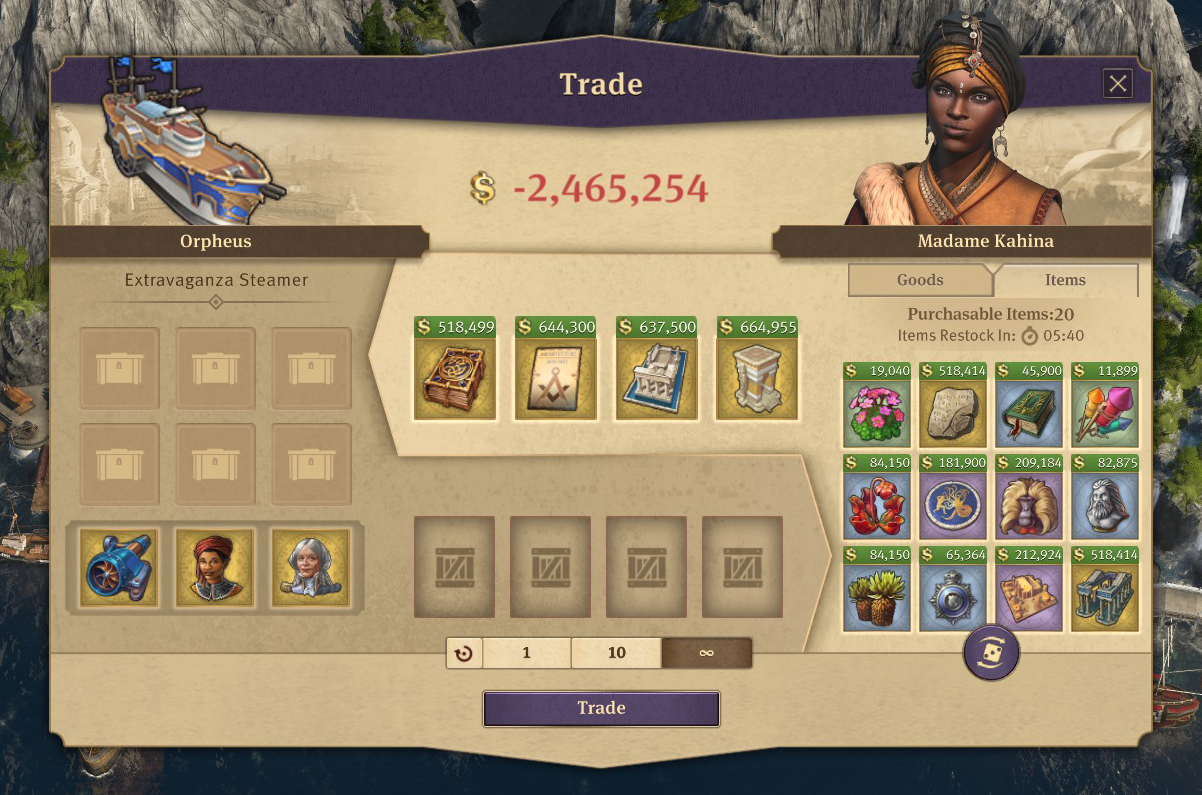 Trade
$ -2,465,254
Orpheus
Madame Kahina
Extravaganza Steamer
Goods
Items
Purchasable Items:20
Items Restock In: 05:40
$ 518,499
$ 644,300
$ 637,500
$ 664,955
$ 19,040
$ 518,414
$ 45,900
$ 11,899
$ 84,150
$ 181,900
$ 209,184
$ 82,875
$ 84,150
$ 65,364
$ 212,924
$ 518,414
1
10
∞
Trade